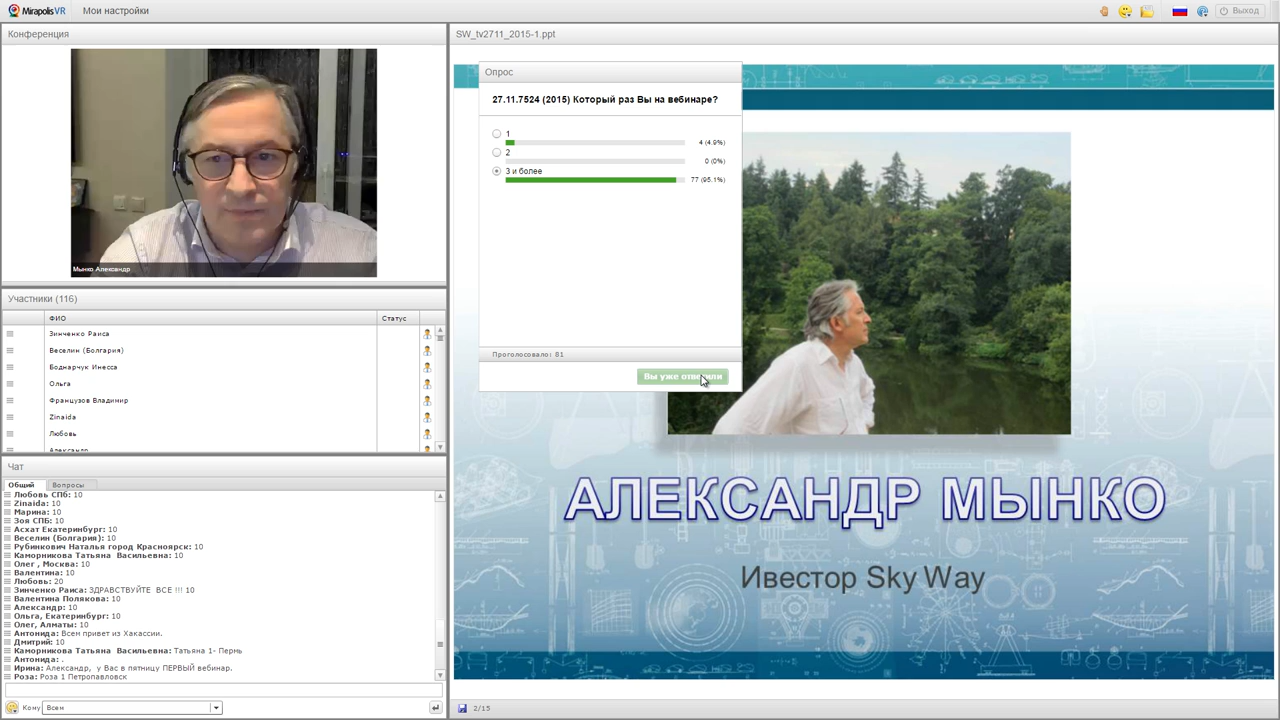 Mirapolis VR
Мои настройки
Выход
Конференция
Мынко Александр
Участники (116)
ФИО
Статус
Зинченко Раиса
Веселин (Болгария)
Боднарчук Инесса
Ольга
Французов Владимир
Zinaida
Любовь
Александр
Чат
Общий
Вопросы
Любовь СПб: 10
Zinaida: 10
Марина: 10
Зоя СПБ: 10
Асхат Екатеринбург: 10
Веселин (Болгария): 10
Рубинкович Наталья город Красноярск: 10
Каморникова Татьяна Васильевна: 10
Олег , Москва: 10
Валентина: 10
Любовь: 20
Зинченко Раиса: ЗДРАВСТВУЙТЕ ВСЕ !!! 10
Валентина Полякова: 10
Александр: 10
Ольга, Екатеринбург: 10
Олег, Алматы: 10
Антонида: Всем привет из Хакассии.
Дмитрий: 10
Каморникова Татьяна Васильевна: Татьяна 1- Пермь
Антонида: .
Ирина: Александр, у Вас в пятницу ПЕРВЫЙ вебинар.
Роза: Роза 1 Петропавловск
Кому
Всем
SW_tv2711_2015-1.ppt
Опрос
27.11.7524 (2015) Который раз Вы на вебинаре?
1
4 (4.9%)
2
0 (0%)
3 и более
77 (95.1%)
Проголосовало: 81
Вы уже ответили
АЛЕКСАНДР МЫНКО
Ивестор Sky Way
2/15